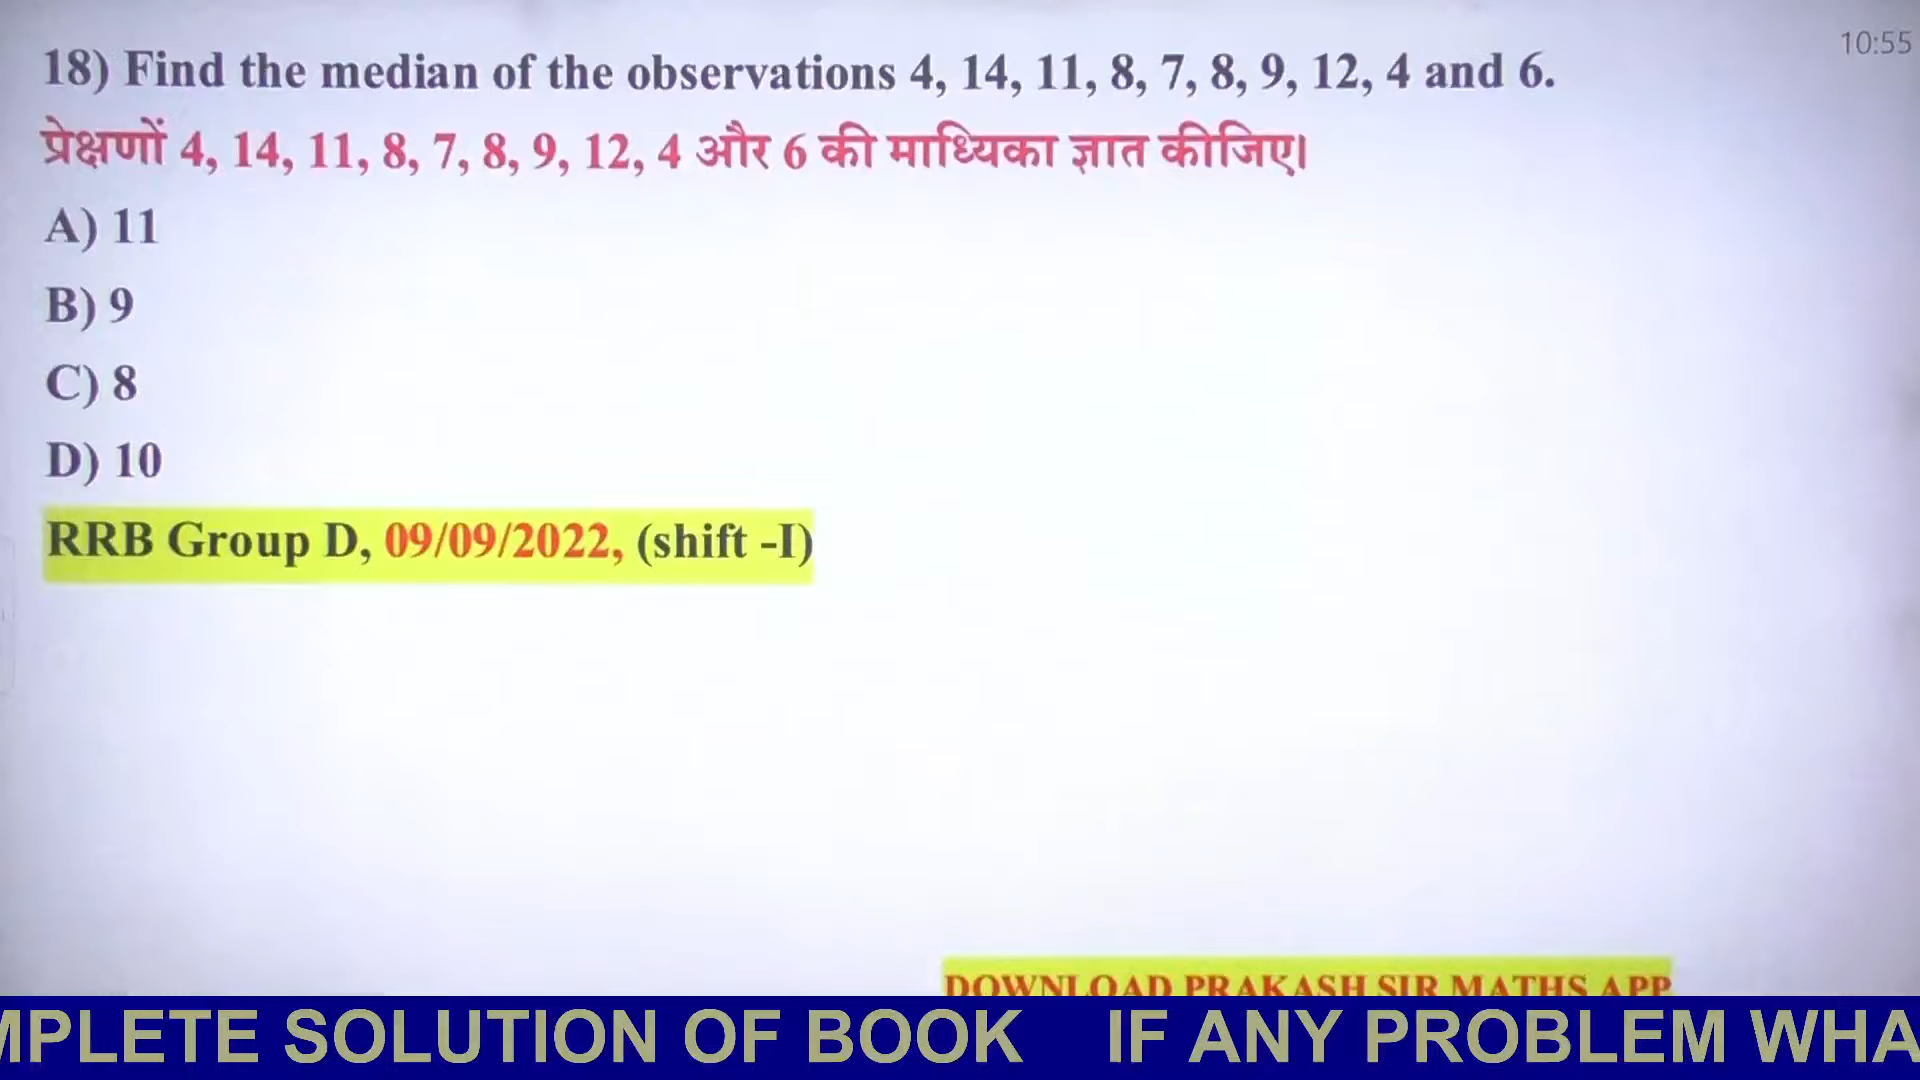 10:55
18) Find the median of the observations 4, 14, 11, 8, 7, 8, 9, 12, 4 and 6.
प्रेक्षणों 4, 14, 11, 8, 7, 8, 9, 12, 4 और 6 की माध्यिका ज्ञात कीजिए।
A) 11
B) 9
C) 8
D) 10
RRB Group D, 09/09/2022, (shift -I)
DOWNLOAD PRAKASH SIR MATHS APP
MPLETE SOLUTION OF BOOK IF ANY PROBLEM WHA